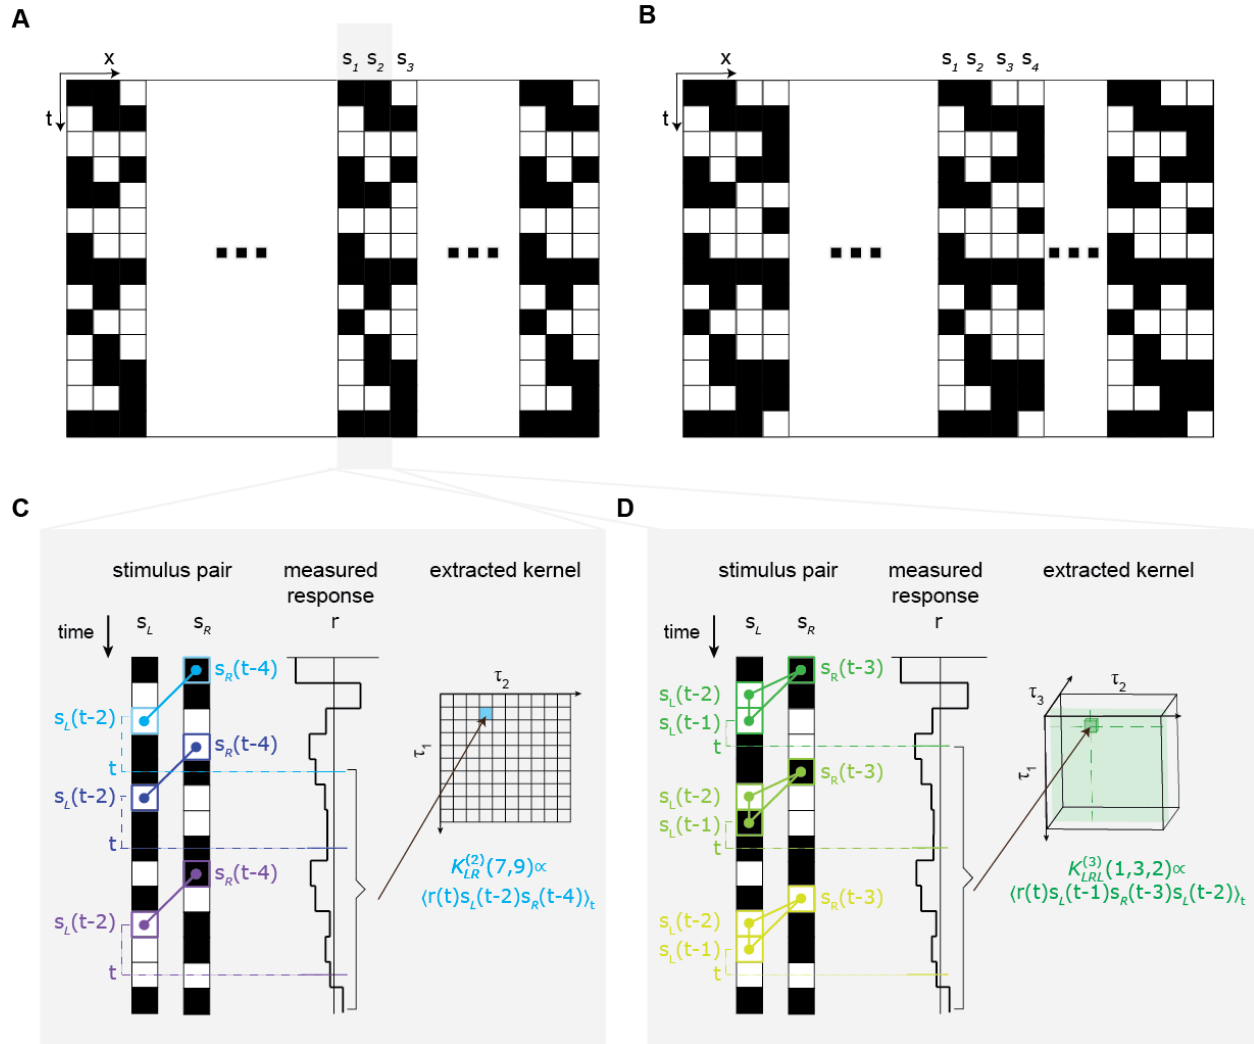 A
B
x
s1 s2 s3
t
x
s1 s2 s3 s4
t
C
D
stimulus pair
measured response
extracted kernel
time
sL
sR
r
sR(t-4)
sL(t-2)
sR(t-4)
t
sL(t-2)
t
sR(t-4)
sL(t-2)
t
τ2
τ1
K_LR^(2)(7,9)∝
⟨r(t)sL(t-2)sR(t-4)⟩t
stimulus pair
measured response
extracted kernel
time
sL
sR
r
sR(t-3)
sL(t-2)
sL(t-1)
t
sR(t-3)
sL(t-2)
sL(t-1)
t
sR(t-3)
sL(t-2)
sL(t-1)
t
τ3
τ2
τ1
K_LRL^(3)(1,3,2)∝
⟨r(t)sL(t-1)sR(t-3)sL(t-2)⟩t